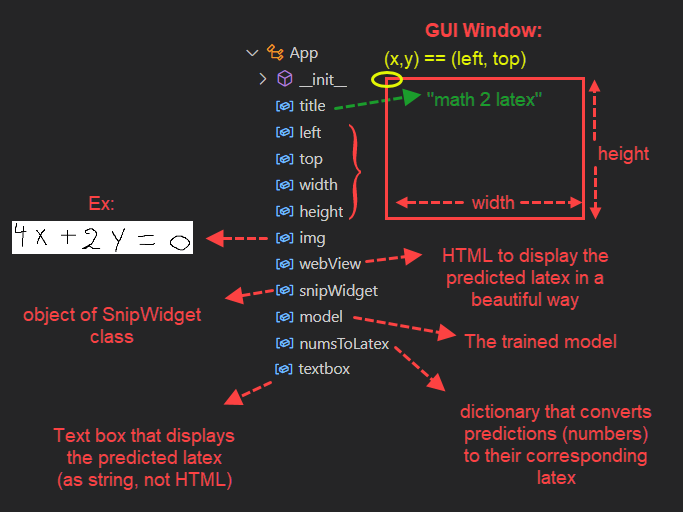 GUI Window:
App
(x,y) == (left, top)
__init__
title
"math 2 latex"
left
top
width
height
height
width
Ex:
4x + 2y = 0
img
webView
HTML to display the
predicted latex in a
beautiful way
snipWidget
object of SnipWidget
class
model
The trained model
numsToLatex
textbox
dictionary that converts
predictions (numbers)
to their corresponding
latex
Text box that displays
the predicted latex
(as string, not HTML)